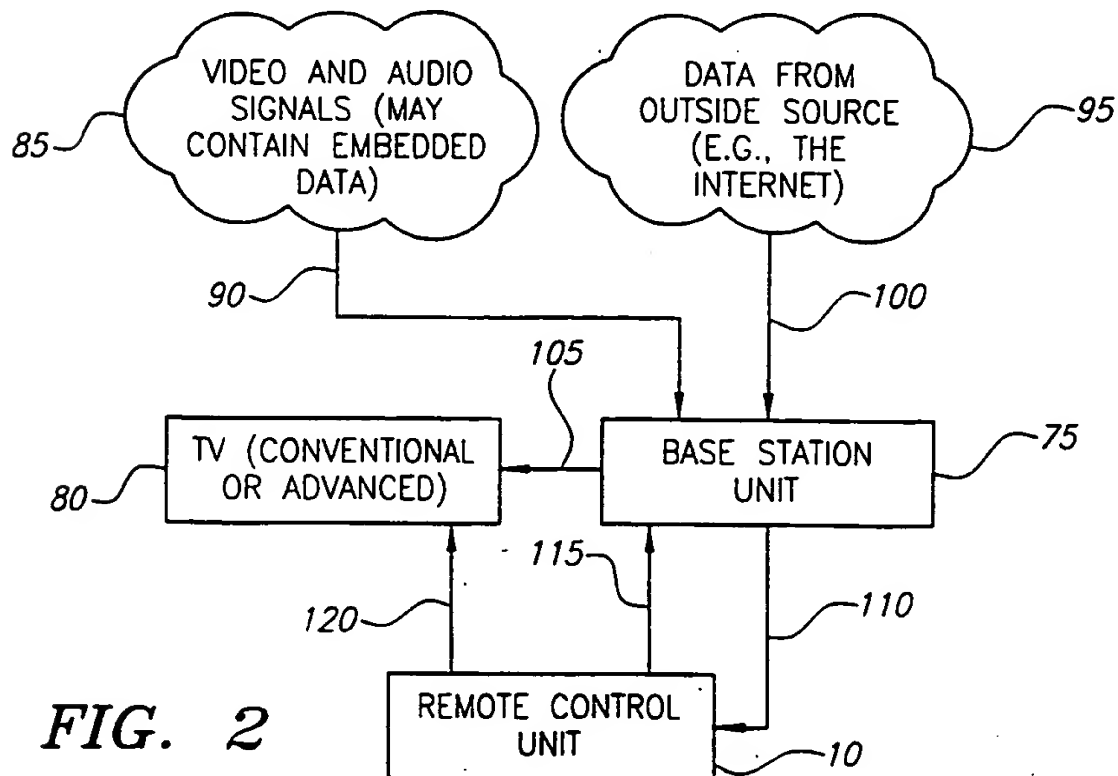 VIDEO AND AUDIO
SIGNALS (MAY
CONTAIN EMBEDDED
DATA)
85
DATA FROM
OUTSIDE SOURCE
(E.G., THE
INTERNET)
95
90
100
105
TV (CONVENTIONAL
OR ADVANCED)
80
BASE STATION
UNIT
75
120
115
110
REMOTE CONTROL
UNIT
10
FIG. 2